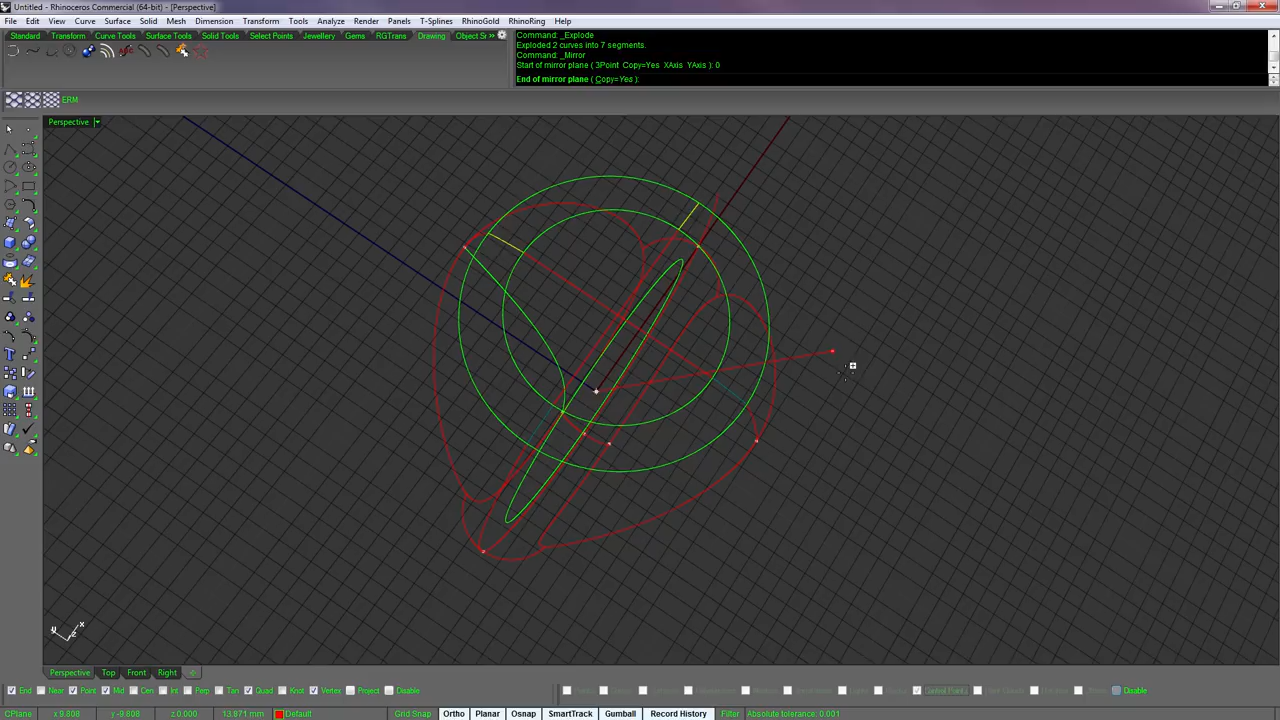 Untitled - Rhinoceros Commercial (64-bit) - [Perspective]
File Edit View Curve Surface Solid Mesh Dimension Transform Tools Analyze Render Panels T-Splines RhinoGold RhinoRing Help
Standard Transform Curve Tools Surface Tools Solid Tools Select Points Jewellery Gems RGTrans Drawing Object Sn »
Command: _Explode
Exploded 2 curves into 7 segments.
Command: _Mirror
Start of mirror plane ( 3Point Copy=Yes XAxis YAxis ): 0
End of mirror plane ( Copy=Yes ):
ERM
Perspective
y x z
Perspective Top Front Right
End Near Point Mid Cen Int Perp Tan Quad Knot Vertex Project Disable Disable
CPlane x 9.808 y -9.808 z 0.000 13.871 mm Default Grid Snap Ortho Planar Osnap SmartTrack Gumball Record History Filter Absolute tolerance: 0.001